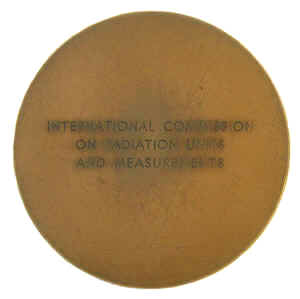 INTERNATIONAL COMMISSION
ON RADIATION UNITS
AND MEASUREMENTS